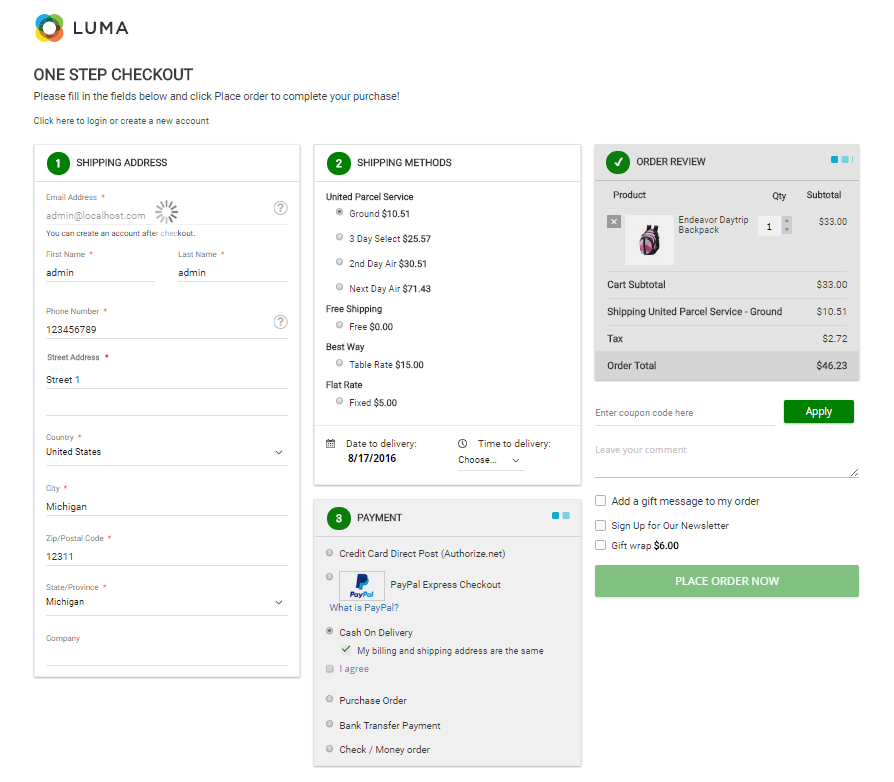 LUMA
ONE STEP CHECKOUT
Please fill in the fields below and click Place order to complete your purchase!
Click here to login or create a new account
1 SHIPPING ADDRESS
Email Address *
admin@localhost.com
?
You can create an account after checkout.
First Name * Last Name *
admin admin
Phone Number *
123456789
?
Street Address *
Street 1
Country *
United States
City *
Michigan
Zip/Postal Code *
12311
State/Province *
Michigan
Company
2 SHIPPING METHODS
United Parcel Service
Ground $10.51
3 Day Select $25.57
2nd Day Air $30.51
Next Day Air $71.43
Free Shipping
Free $0.00
Best Way
Table Rate $15.00
Flat Rate
Fixed $5.00
Date to delivery: Time to delivery:
8/17/2016 Choose...
3 PAYMENT
Credit Card Direct Post (Authorize.net)
PayPal PayPal Express Checkout
What is PayPal?
Cash On Delivery
My billing and shipping address are the same
I agree
Purchase Order
Bank Transfer Payment
Check / Money order
ORDER REVIEW
Product Qty Subtotal
Endeavor Daytrip 1 $33.00
Backpack
Cart Subtotal $33.00
Shipping United Parcel Service - Ground $10.51
Tax $2.72
Order Total $46.23
Enter coupon code here Apply
Leave your comment
Add a gift message to my order
Sign Up for Our Newsletter
Gift wrap $6.00
PLACE ORDER NOW